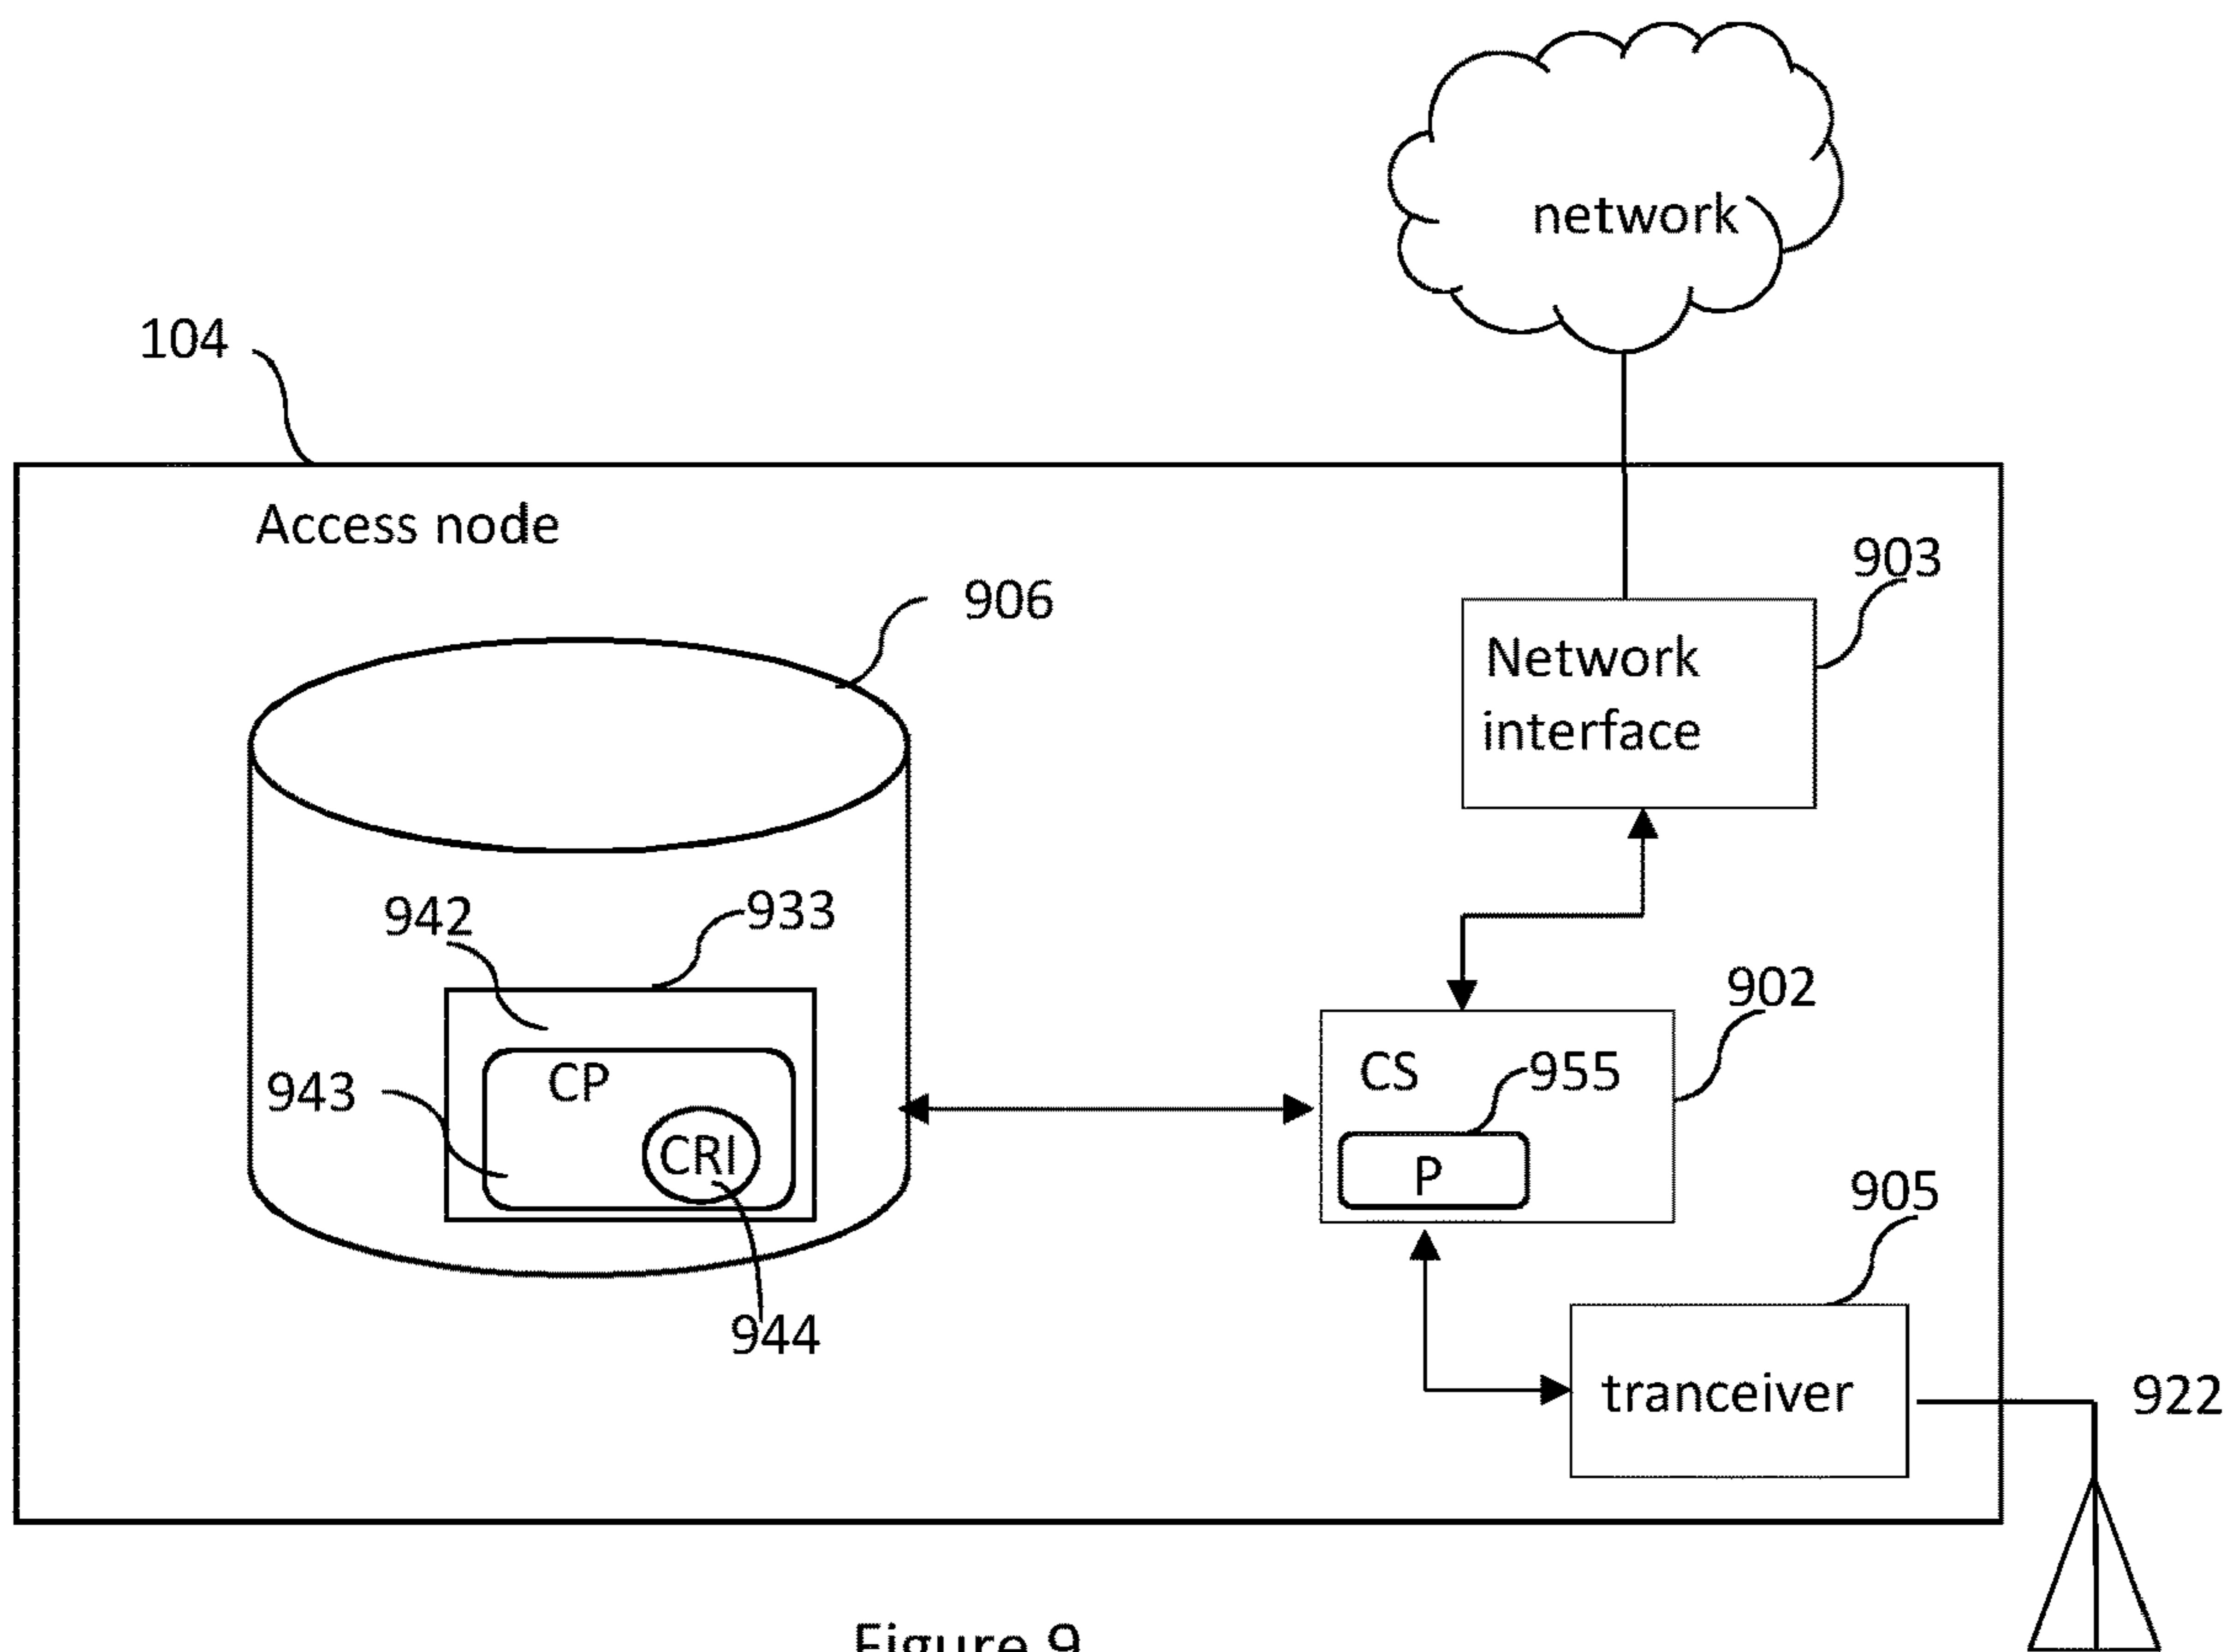 network
104
Access node
903
906
Network
interface
942
933
902
CS
955
943
CP
CRI
P
905
944
tranceiver
922
Figure 9